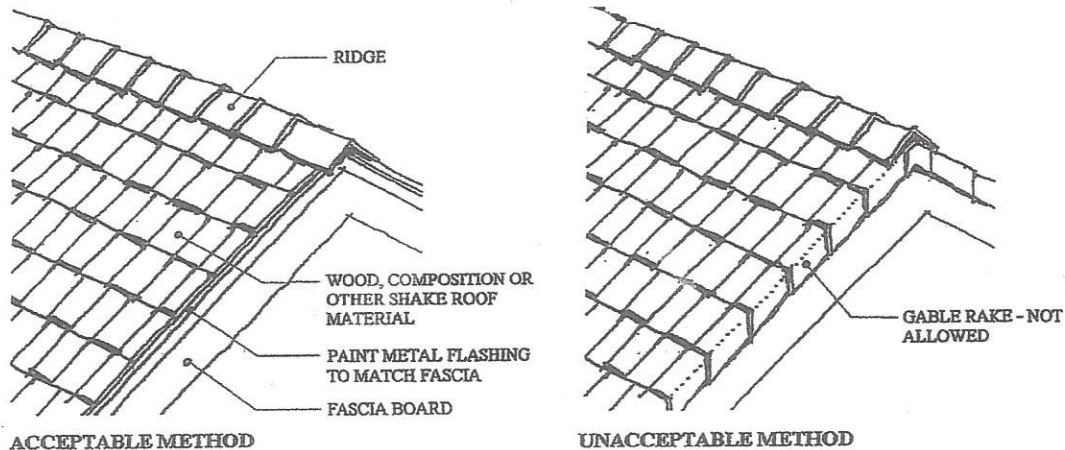 RIDGE
WOOD, COMPOSITION OR
OTHER SHAKE ROOF
MATERIAL
PAINT METAL FLASHING
TO MATCH FASCIA
FASCIA BOARD
ACCEPTABLE METHOD
GABLE RAKE - NOT
ALLOWED
UNACCEPTABLE METHOD